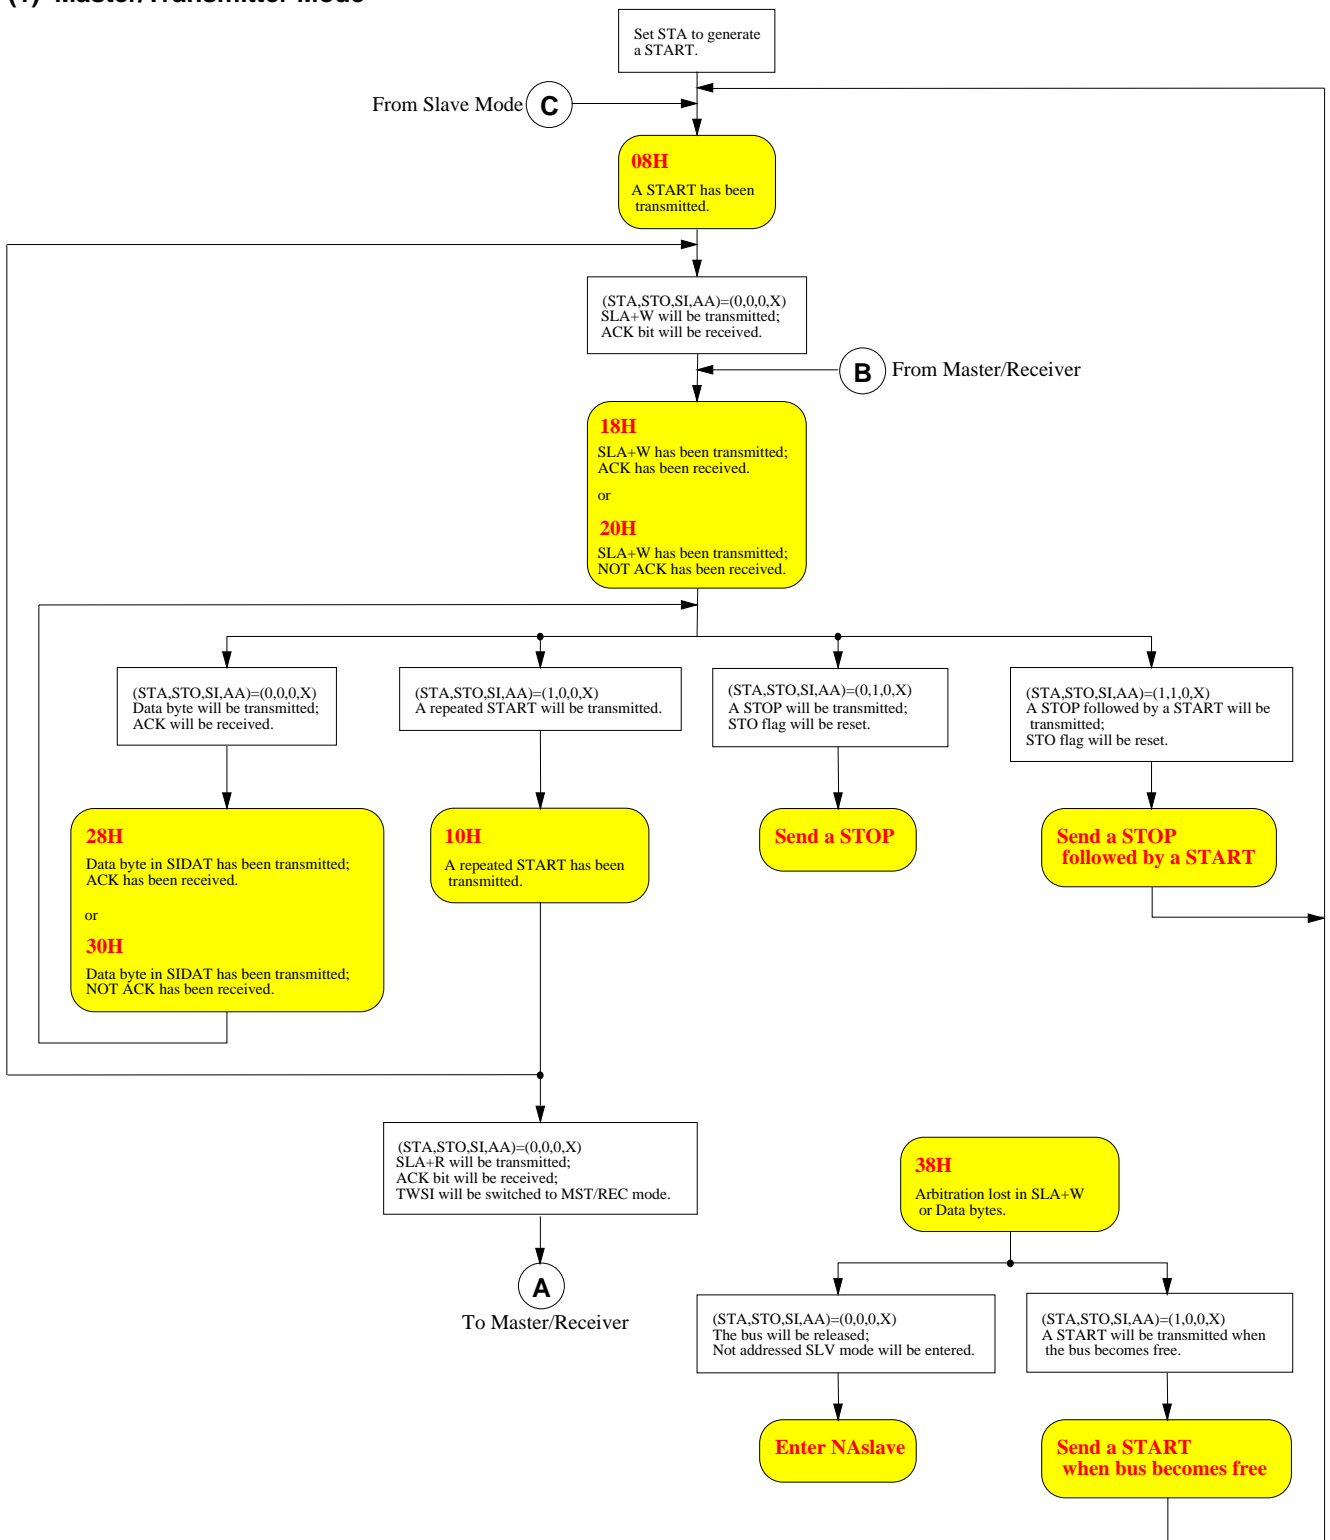 (1) Master/Transmitter Mode
Set STA to generate
a START.
From Slave Mode
C
08H
A START has been
transmitted.
(STA,STO,SI,AA)=(0,0,0,X)
SLA+W will be transmitted;
ACK bit will be received.
B
From Master/Receiver
18H
SLA+W has been transmitted;
ACK has been received.
or
20H
SLA+W has been transmitted;
NOT ACK has been received.
(STA,STO,SI,AA)=(0,0,0,X)
Data byte will be transmitted;
ACK will be received.
(STA,STO,SI,AA)=(1,0,0,X)
A repeated START will be transmitted.
(STA,STO,SI,AA)=(0,1,0,X)
A STOP will be transmitted;
STO flag will be reset.
(STA,STO,SI,AA)=(1,1,0,X)
A STOP followed by a START will be
transmitted;
STO flag will be reset.
28H
Data byte in SIDAT has been transmitted;
ACK has been received.
or
30H
Data byte in SIDAT has been transmitted;
NOT ACK has been received.
10H
A repeated START has been
transmitted.
Send a STOP
Send a STOP
followed by a START
(STA,STO,SI,AA)=(0,0,0,X)
SLA+R will be transmitted;
ACK bit will be received;
TWSI will be switched to MST/REC mode.
A
To Master/Receiver
38H
Arbitration lost in SLA+W
or Data bytes.
(STA,STO,SI,AA)=(0,0,0,X)
The bus will be released;
Not addressed SLV mode will be entered.
(STA,STO,SI,AA)=(1,0,0,X)
A START will be transmitted when
the bus becomes free.
Enter NAslave
Send a START
when bus becomes free